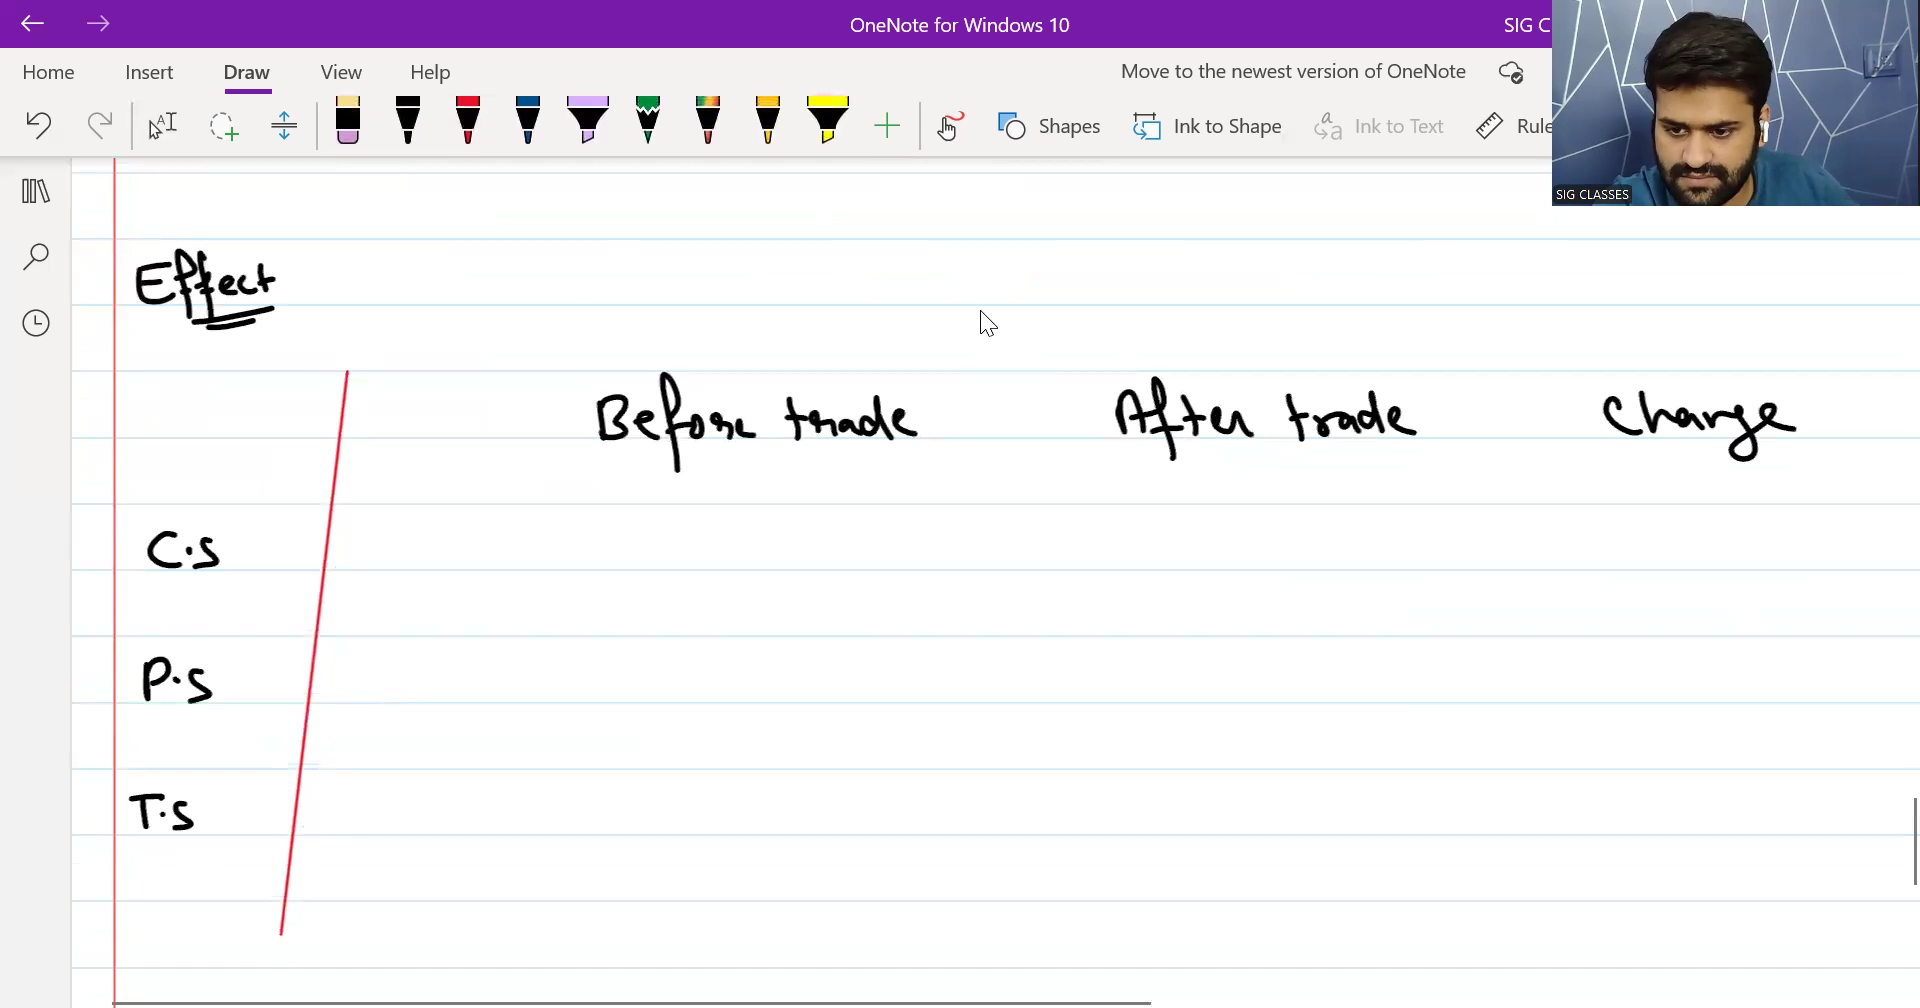 OneNote for Windows 10
SIG C
Home Insert Draw View Help
Move to the newest version of OneNote
Shapes Ink to Shape Ink to Text Rule
SIG CLASSES
Effect
Before trade After trade Change
C.S
P.S
T.S